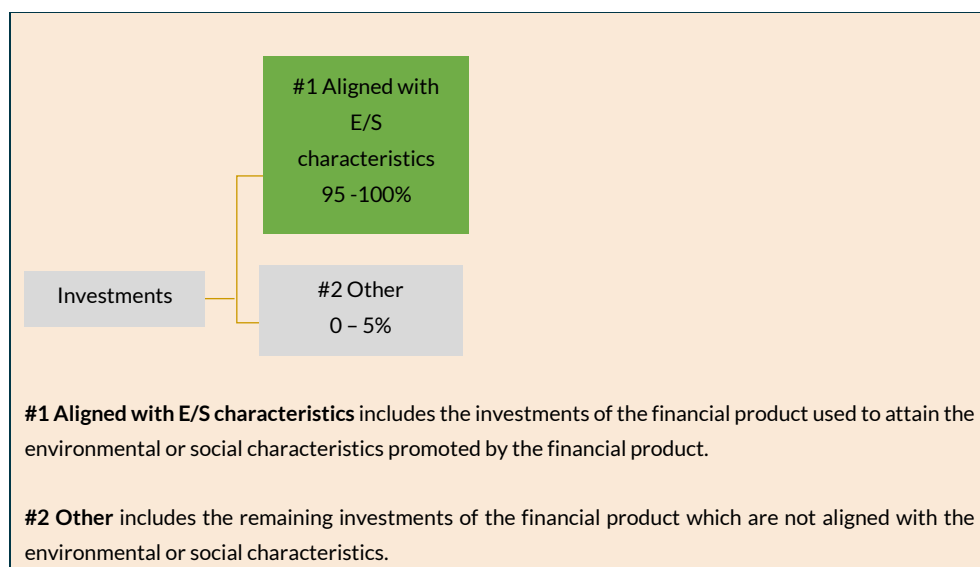 #1 Aligned with
E/S
characteristics
95 -100%
Investments
#2 Other
0 – 5%
#1 Aligned with E/S characteristics includes the investments of the financial product used to attain the
environmental or social characteristics promoted by the financial product.
#2 Other includes the remaining investments of the financial product which are not aligned with the
environmental or social characteristics.